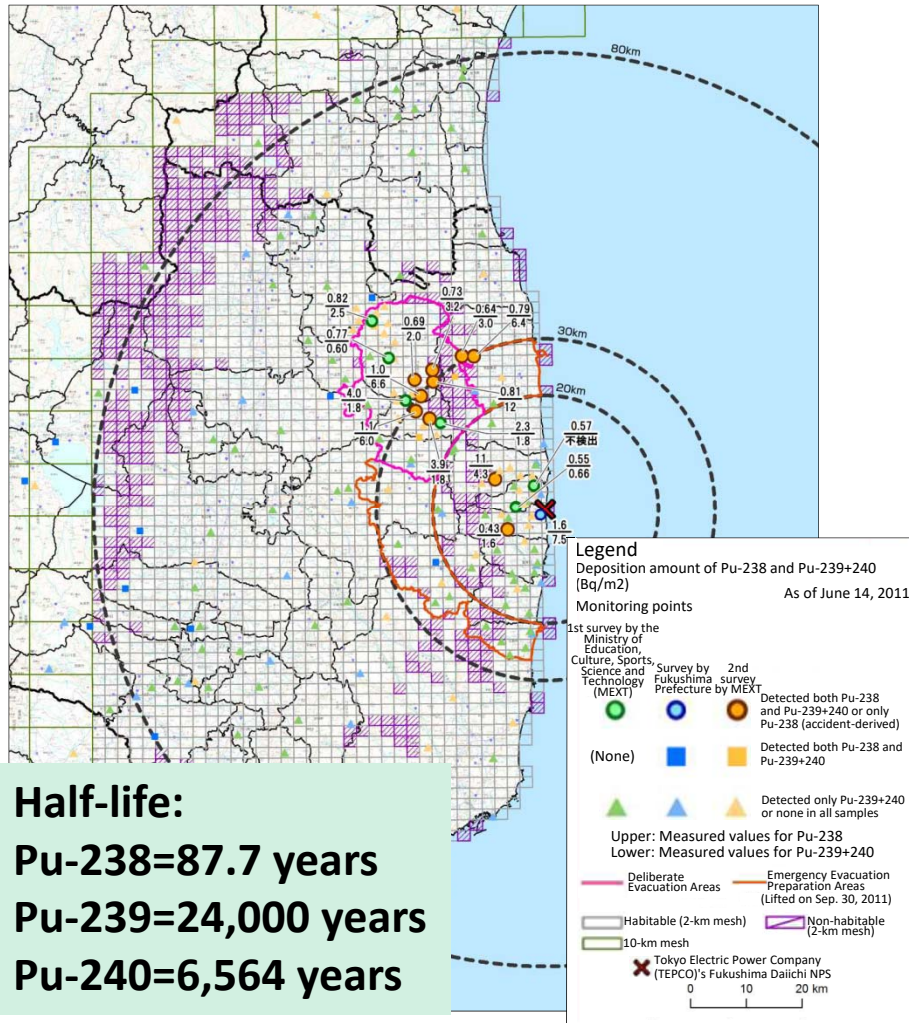 80km
30km
20km
0.73
3.2
0.82
2.5
0.64
3.0
0.79
6.4
0.69
2.0
0.77
0.60
1.0
6.6
4.0
1.8
0.81
12
1.1
6.0
2.3
1.8
0.57
不検出
3.9
1.8
11
4.3
0.55
0.66
0.43
1.6
1.6
7.5
Legend
Deposition amount of Pu-238 and Pu-239+240
(Bq/m2)
As of June 14, 2011
Monitoring points
1st survey by the
Ministry of
Education,
Culture, Sports,
Science and
Technology
(MEXT)
Survey by
Fukushima
Prefecture
2nd
survey
by MEXT
Detected both Pu-238
and Pu-239+240 or only
Pu-238 (accident-derived)
(None)
Detected both Pu-238 and
Pu-239+240
Detected only Pu-239+240
or none in all samples
Upper: Measured values for Pu-238
Lower: Measured values for Pu-239+240
Deliberate
Evacuation Areas
Emergency Evacuation
Preparation Areas
(Lifted on Sep. 30, 2011)
Habitable (2-km mesh)
Non-habitable
(2-km mesh)
10-km mesh
Tokyo Electric Power Company
(TEPCO)'s Fukushima Daiichi NPS
0 10 20 km
Half-life:
Pu-238=87.7 years
Pu-239=24,000 years
Pu-240=6,564 years